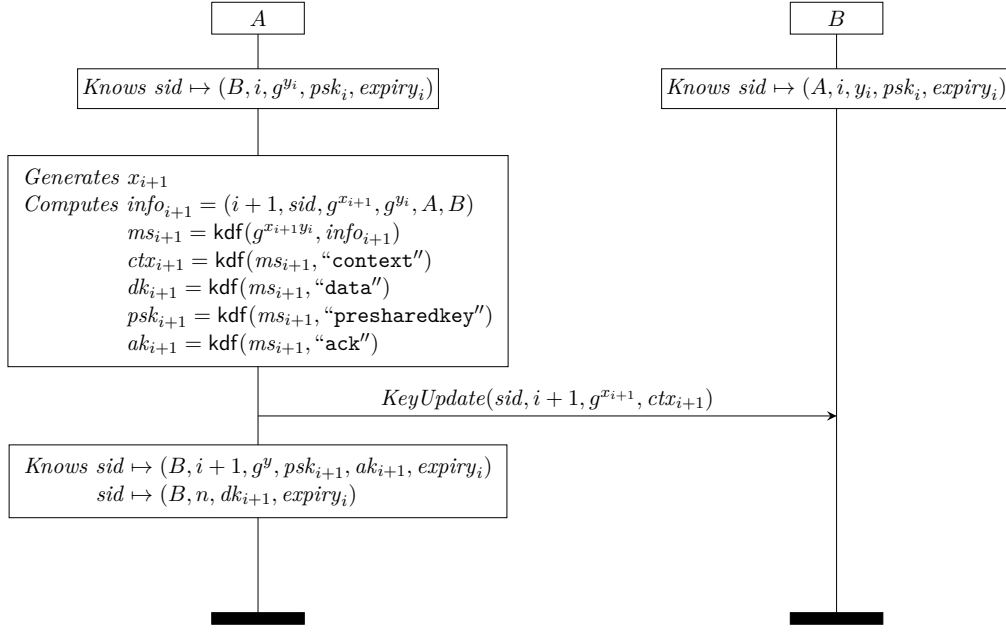 A B
Knows sid ↦ (B, i, g^{y_i}, psk_i, expiry_i) Knows sid ↦ (A, i, y_i, psk_i, expiry_i)
Generates x_{i+1}
Computes info_{i+1} = (i + 1, sid, g^{x_{i+1}}, g^{y_i}, A, B)
ms_{i+1} = kdf(g^{x_{i+1}y_i}, info_{i+1})
ctx_{i+1} = kdf(ms_{i+1}, “context″)
dk_{i+1} = kdf(ms_{i+1}, “data″)
psk_{i+1} = kdf(ms_{i+1}, “presharedkey″)
ak_{i+1} = kdf(ms_{i+1}, “ack″)
KeyUpdate(sid, i + 1, g^{x_{i+1}}, ctx_{i+1})
Knows sid ↦ (B, i + 1, g^y, psk_{i+1}, ak_{i+1}, expiry_i)
sid ↦ (B, n, dk_{i+1}, expiry_i)